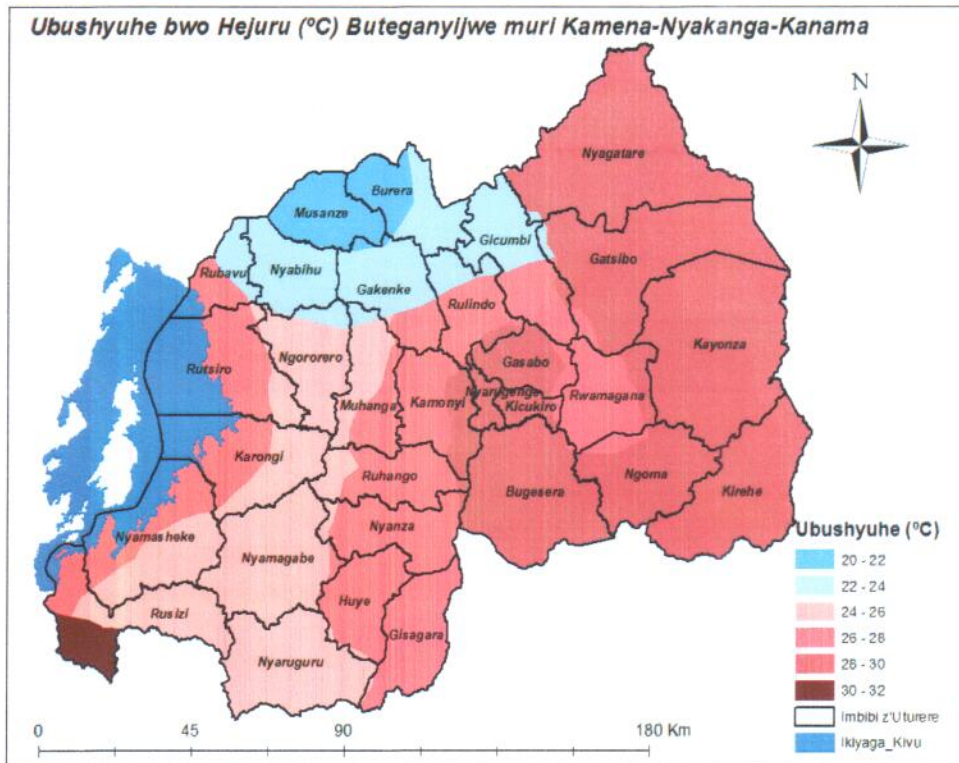 Ubushyuhe bwo Hejuru (ºC) Buteganyijwe muri Kamena-Nyakanga-Kanama
N
Nyagatare
Burera
Musanze
Gicumbi
Gatsibo
Rubavu
Nyabihu
Gakenke
Rulindo
Kayonza
Ngororero
Gasabo
Rutsiro
Nyarugenge
Rwamagana
Muhanga
Kamonyi
Kicukiro
Karongi
Ruhango
Ngoma
Bugesera
Kirehe
Nyamasheke
Nyanza
Nyamagabe
Huye
Rusizi
Gisagara
Nyaruguru
Ubushyuhe (ºC)
20 - 22
22 - 24
24 - 26
26 - 28
28 - 30
30 - 32
Imbibi z'Uturere
Ikiyaga_Kivu
0 45 90 180 Km